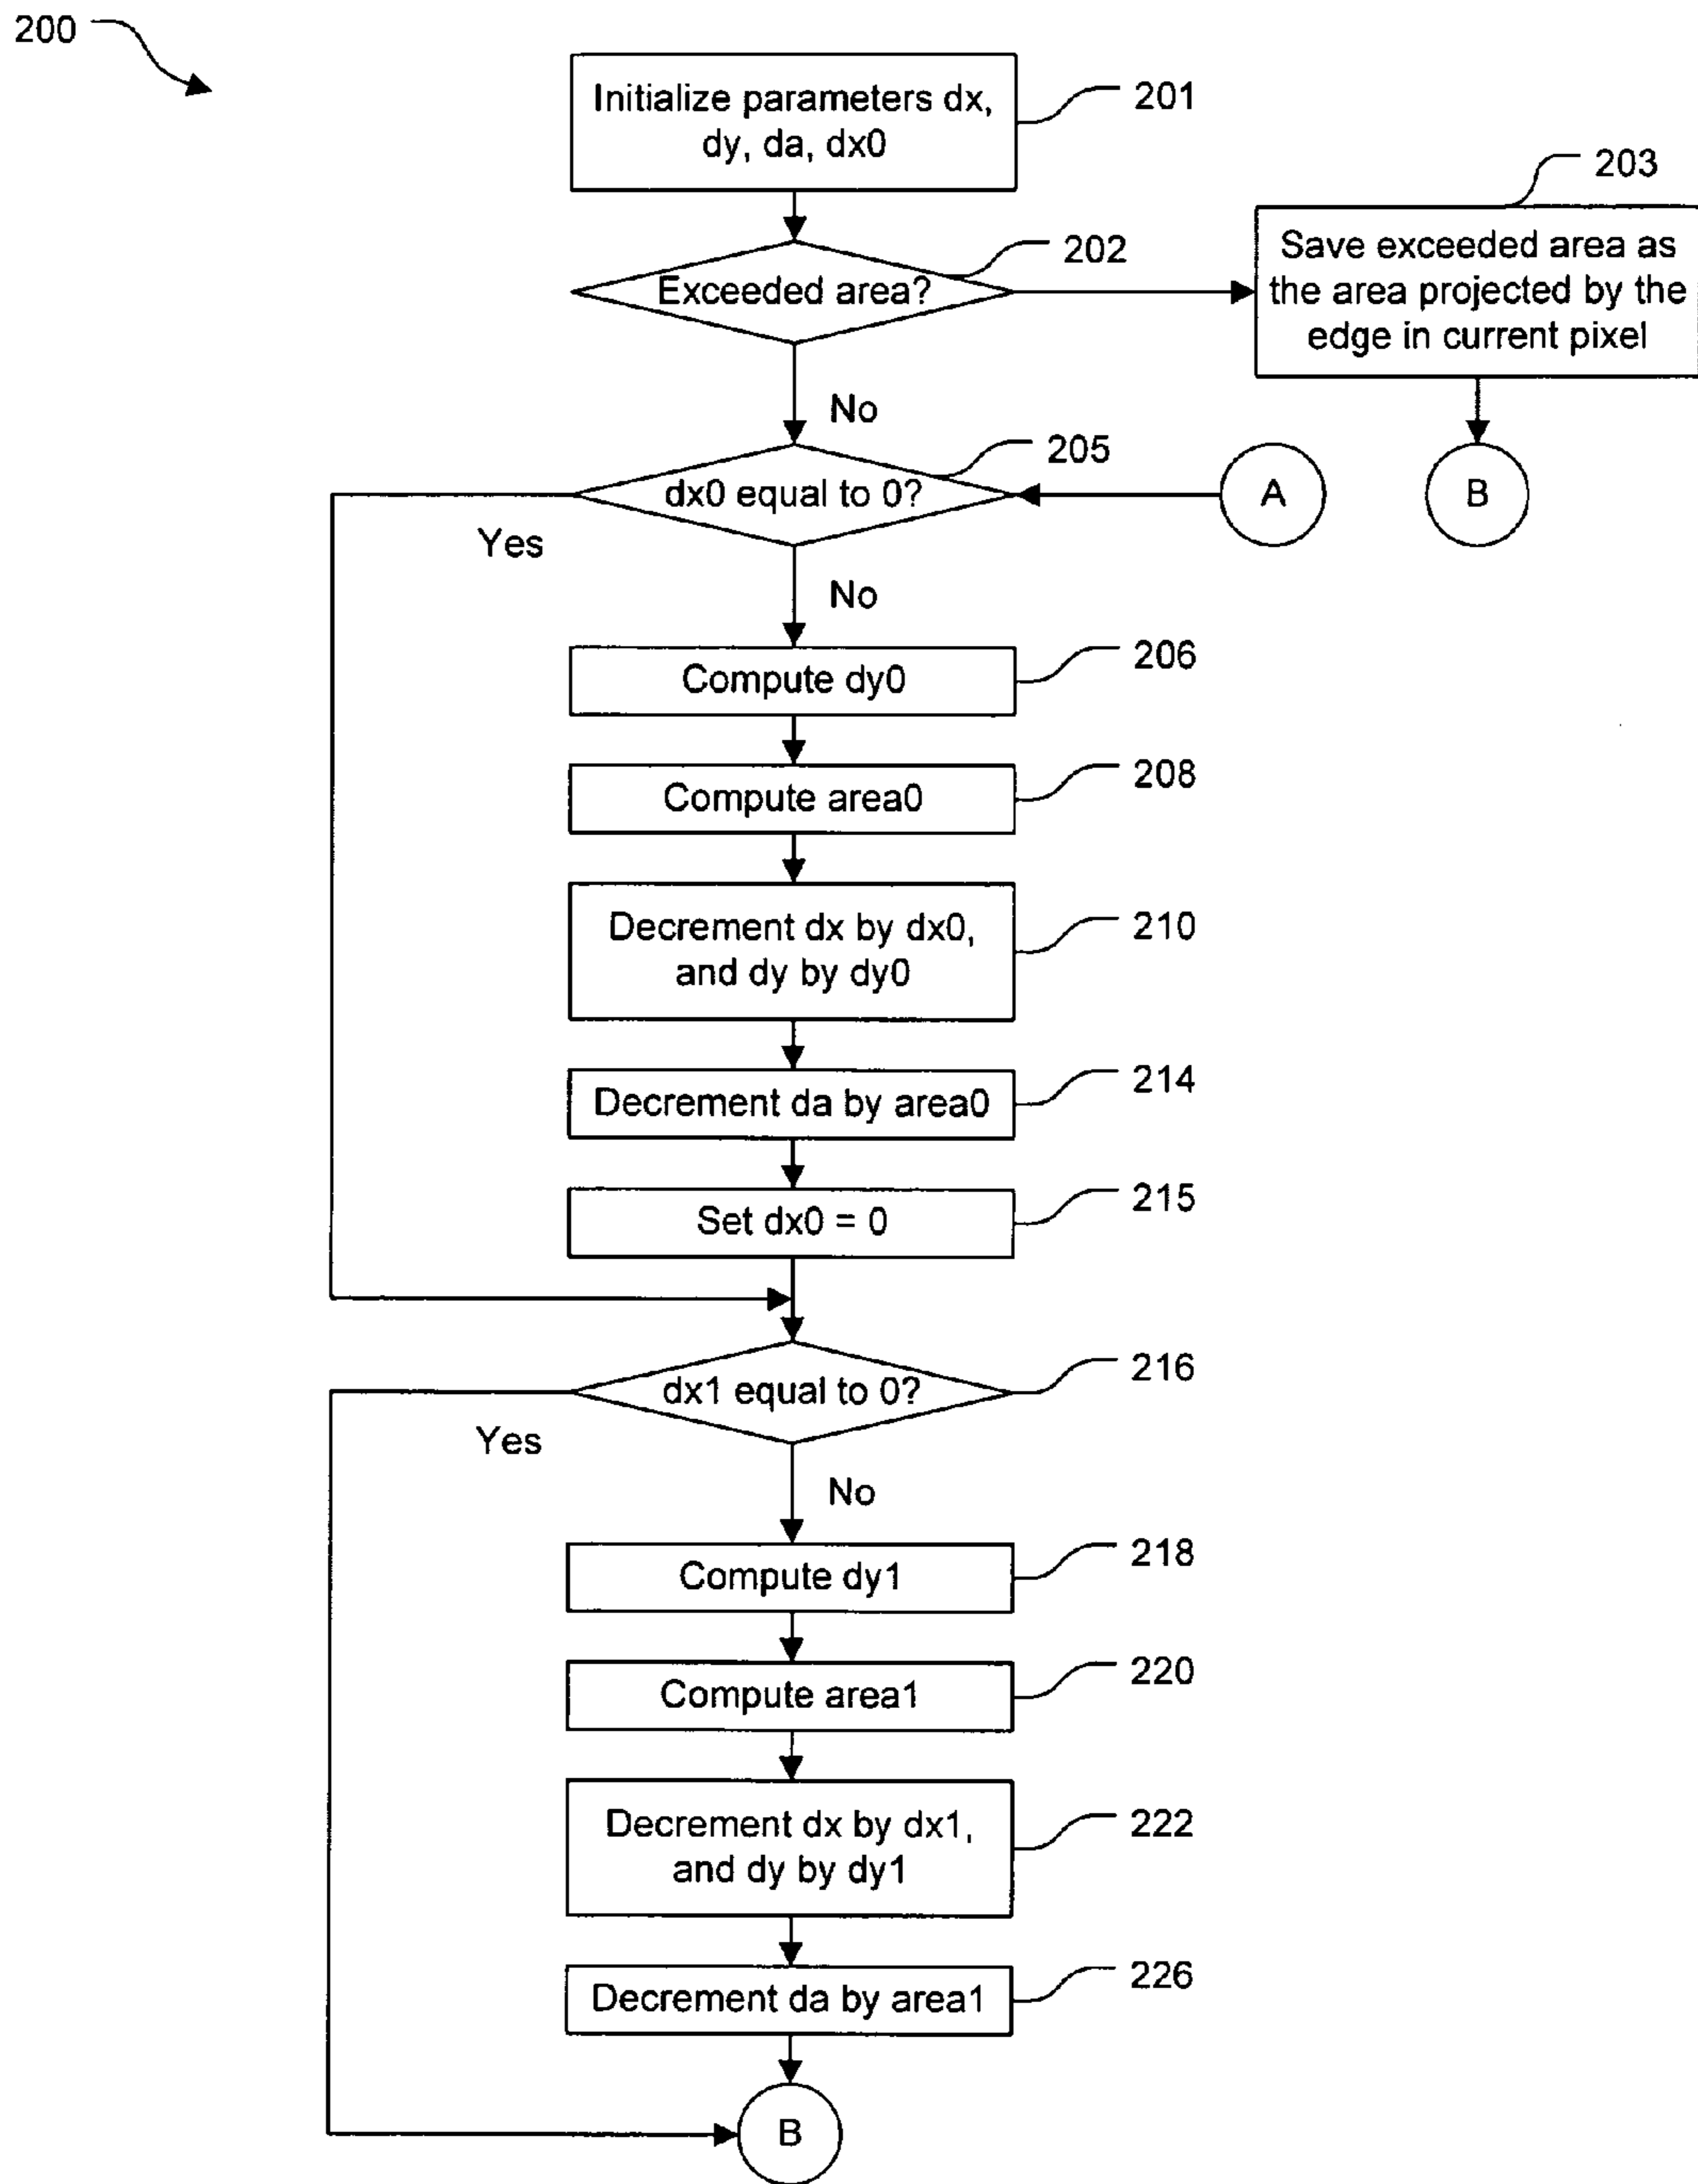 200
Initialize parameters dx,
dy, da, dx0
201
203
Exceeded area?
202
Save exceeded area as
the area projected by the
edge in current pixel
No
dx0 equal to 0?
205
A
B
Yes
No
Compute dy0
206
Compute area0
208
Decrement dx by dx0,
and dy by dy0
210
Decrement da by area0
214
Set dx0 = 0
215
dx1 equal to 0?
216
Yes
No
Compute dy1
218
Compute area1
220
Decrement dx by dx1,
and dy by dy1
222
Decrement da by area1
226
B